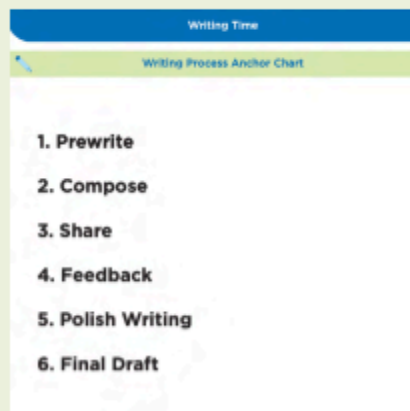 Writing Time
Writing Process Anchor Chart
1. Prewrite
2. Compose
3. Share
4. Feedback
5. Polish Writing
6. Final Draft